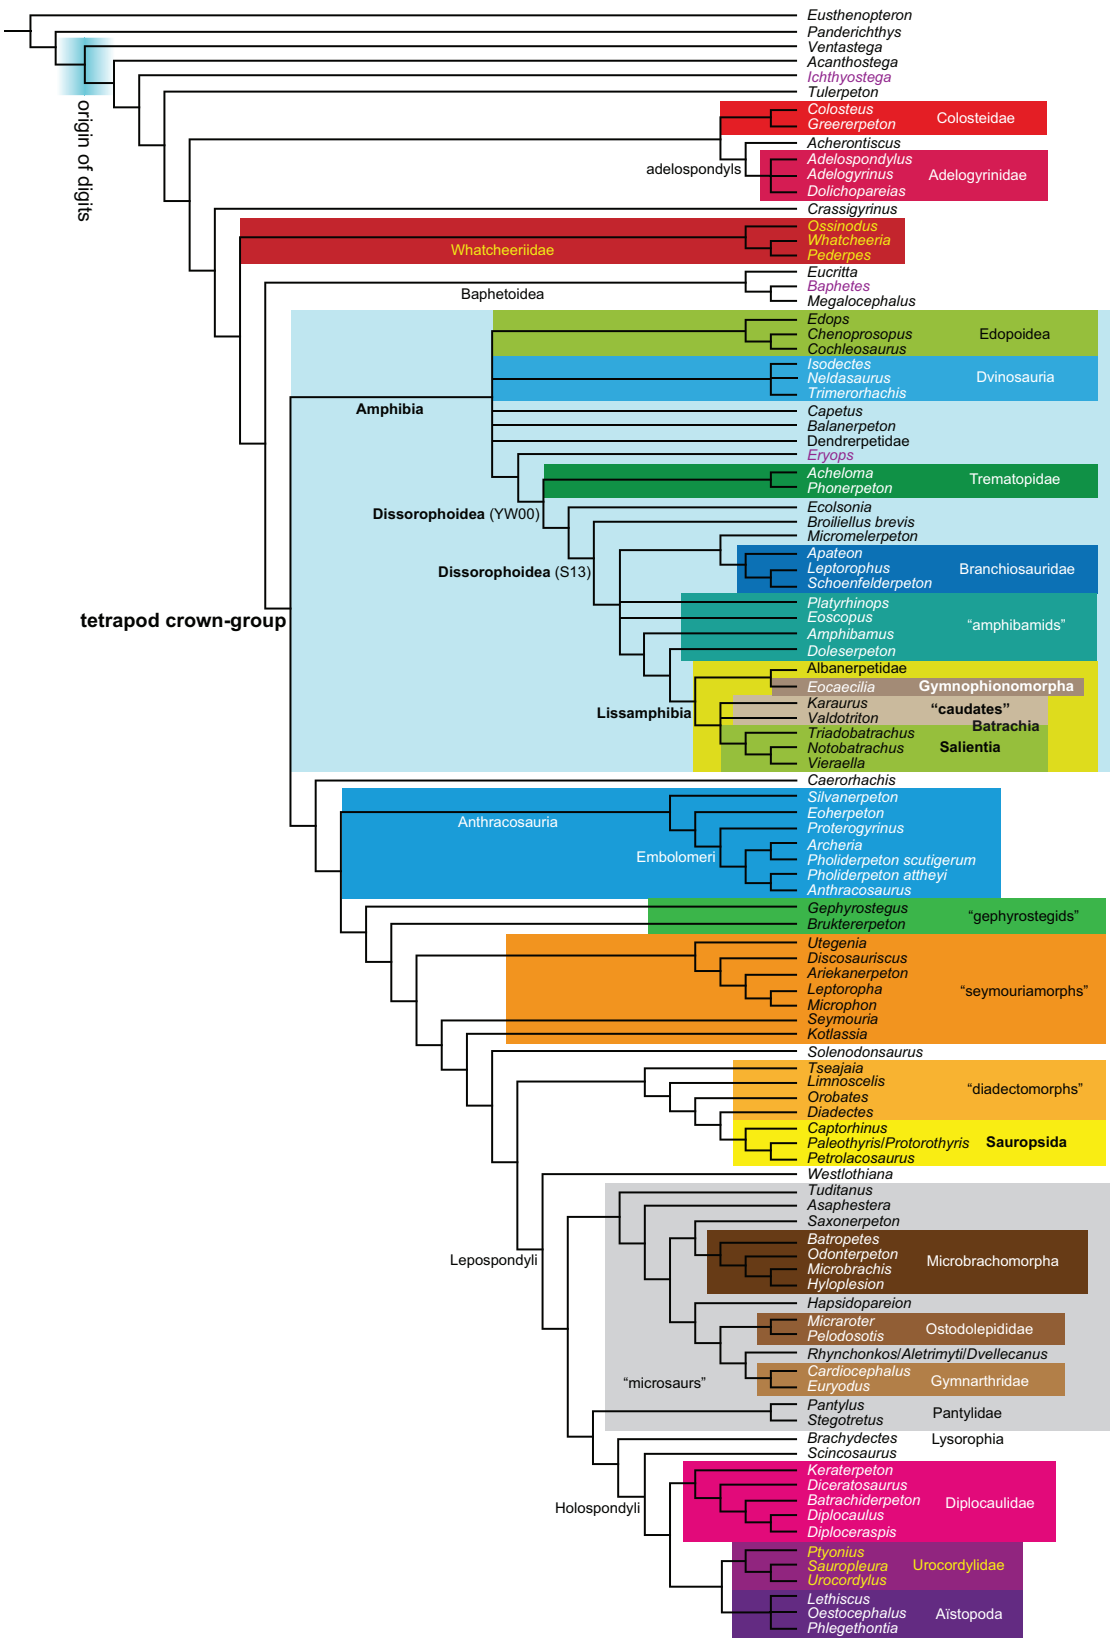 Eusthenopteron
Panderichthys
Ventastega
Acanthostega
Ichthyostega
Tulerpeton
origin of digits
Colosteus
Greererpeton
Colosteidae
Acherontiscus
adelospondyls
Adelospondylus
Adelogyrinus
Dolichopareias
Adelogyrinidae
Crassigyrinus
Ossinodus
Whatcheeria
Pederpes
Whatcheeriidae
Eucritta
Baphetes
Megalocephalus
Baphetoidea
Edops
Chenoprosopus
Cochleosaurus
Edopoidea
Isodectes
Neldasaurus
Trimerorhachis
Dvinosauria
Amphibia
Capetus
Balanerpeton
Dendrerpetidae
Eryops
Acheloma
Phonerpeton
Trematopidae
Dissorophoidea (YW00)
Ecolsonia
Broiliellus brevis
Micromelerpeton
Dissorophoidea (S13)
Apateon
Leptorophus
Schoenfelderpeton
Branchiosauridae
Platyrhinops
Eoscopus
Amphibamus
Doleserpeton
“amphibamids”
tetrapod crown-group
Albanerpetidae
Eocaecilia
Gymnophionomorpha
Lissamphibia
Karaurus
Valdotriton
“caudates”
Batrachia
Triadobatrachus
Notobatrachus
Vieraella
Salientia
Caerorhachis
Silvanerpeton
Eoherpeton
Proterogyrinus
Archeria
Pholiderpeton scutigerum
Pholiderpeton attheyi
Anthracosaurus
Anthracosauria
Embolomeri
Gephyrostegus
Bruktererpeton
“gephyrostegids”
Utegenia
Discosauriscus
Ariekanerpeton
Leptoropha
Microphon
Seymouria
Kotlassia
“seymouriamorphs”
Solenodonsaurus
Tseajaia
Limnoscelis
Orobates
Diadectes
“diadectomorphs”
Captorhinus
Paleothyris/Protorothyris
Petrolacosaurus
Sauropsida
Westlothiana
Lepospondyli
Tuditanus
Asaphestera
Saxonerpeton
Batropetes
Odonterpeton
Microbrachis
Hyloplesion
Microbrachomorpha
Hapsidopareion
Micraroter
Pelodosotis
Ostodolepididae
Rhynchonkos/Aletrimyti/Dvellecanus
Cardiocephalus
Euryodus
Gymnarthridae
“microsaurs”
Pantylus
Stegotretus
Pantylidae
Brachydectes
Lysorophia
Scincosaurus
Holospondyli
Keraterpeton
Diceratosaurus
Batrachiderpeton
Diplocaulus
Diploceraspis
Diplocaulidae
Ptyonius
Sauropleura
Urocordylus
Urocordylidae
Lethiscus
Oestocephalus
Phlegethontia
Aïstopoda